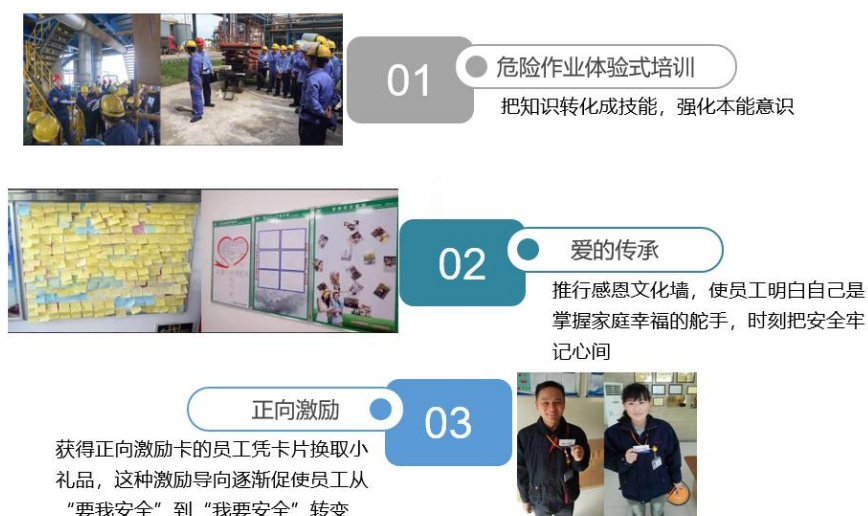 01
危险作业体验式培训
把知识转化成技能，强化本能意识
02
爱的传承
推行感恩文化墙，使员工明白自己是
掌握家庭幸福的舵手，时刻把安全牢
记心间
正向激励
03
获得正向激励卡的员工凭卡片换取小
礼品，这种激励导向逐渐促使员工从
“要我安全”到“我要安全”转变